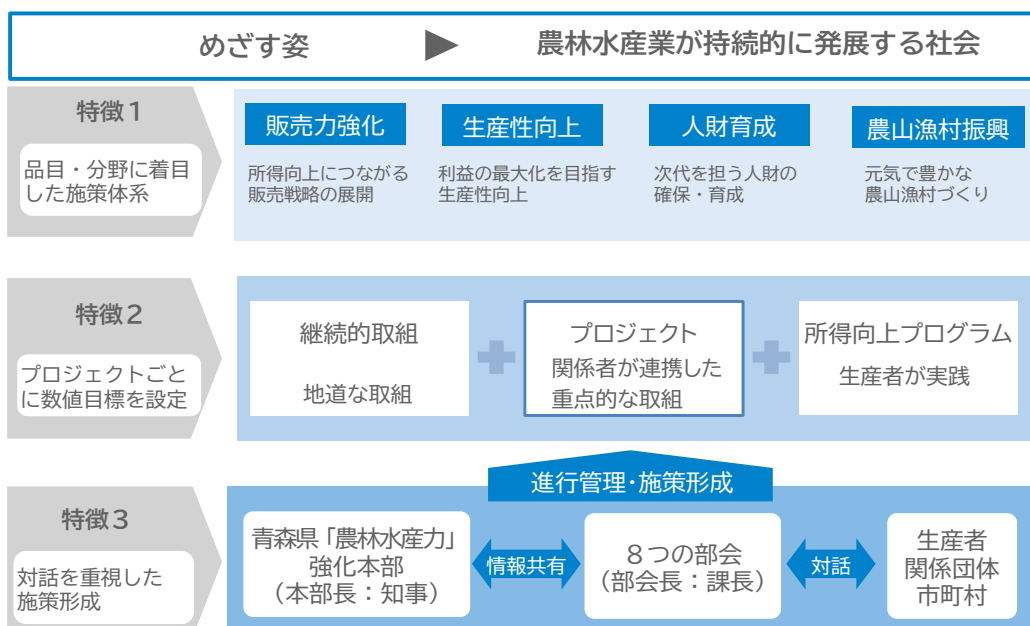 めざす姿 ▶ 農林水産業が持続的に発展する社会
特徴1
品目・分野に着目
した施策体系
販売力強化
所得向上につながる
販売戦略の展開
生産性向上
利益の最大化を目指す
生産性向上
人財育成
次代を担う人財の
確保・育成
農山漁村振興
元気で豊かな
農山漁村づくり
特徴2
プロジェクトごと
に数値目標を設定
継続的取組
地道な取組
プロジェクト
関係者が連携した
重点的な取組
所得向上プログラム
生産者が実践
進行管理・施策形成
特徴3
対話を重視した
施策形成
青森県「農林水産力」
強化本部
（本部長：知事）
情報共有
８つの部会
（部会長：課長）
対話
生産者
関係団体
市町村